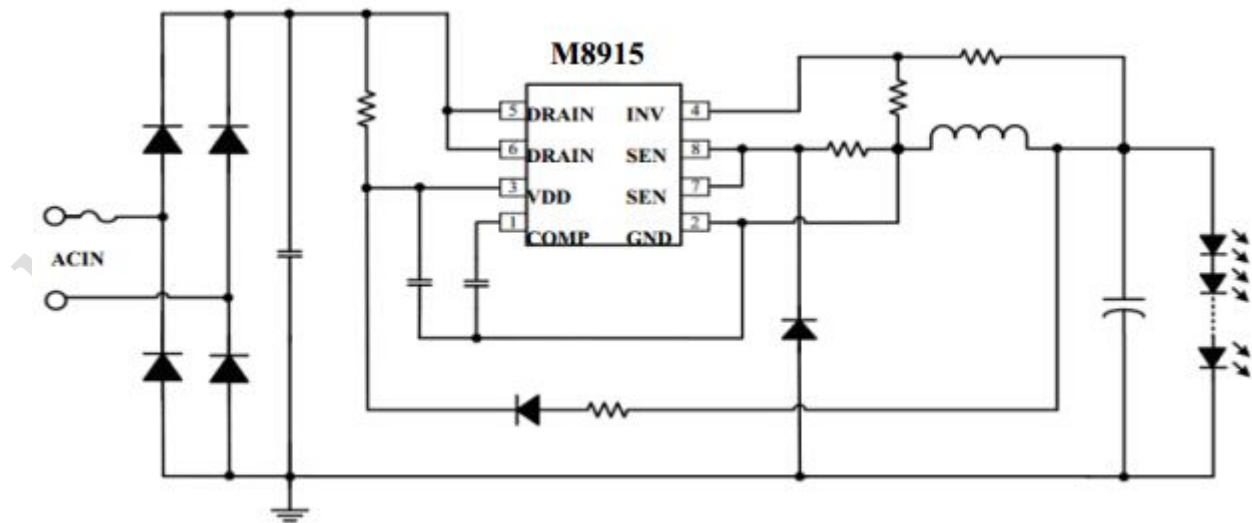 M8915
5 DRAIN INV 4
6 DRAIN SEN 8
3 VDD SEN 7
1 COMP GND 2
ACIN